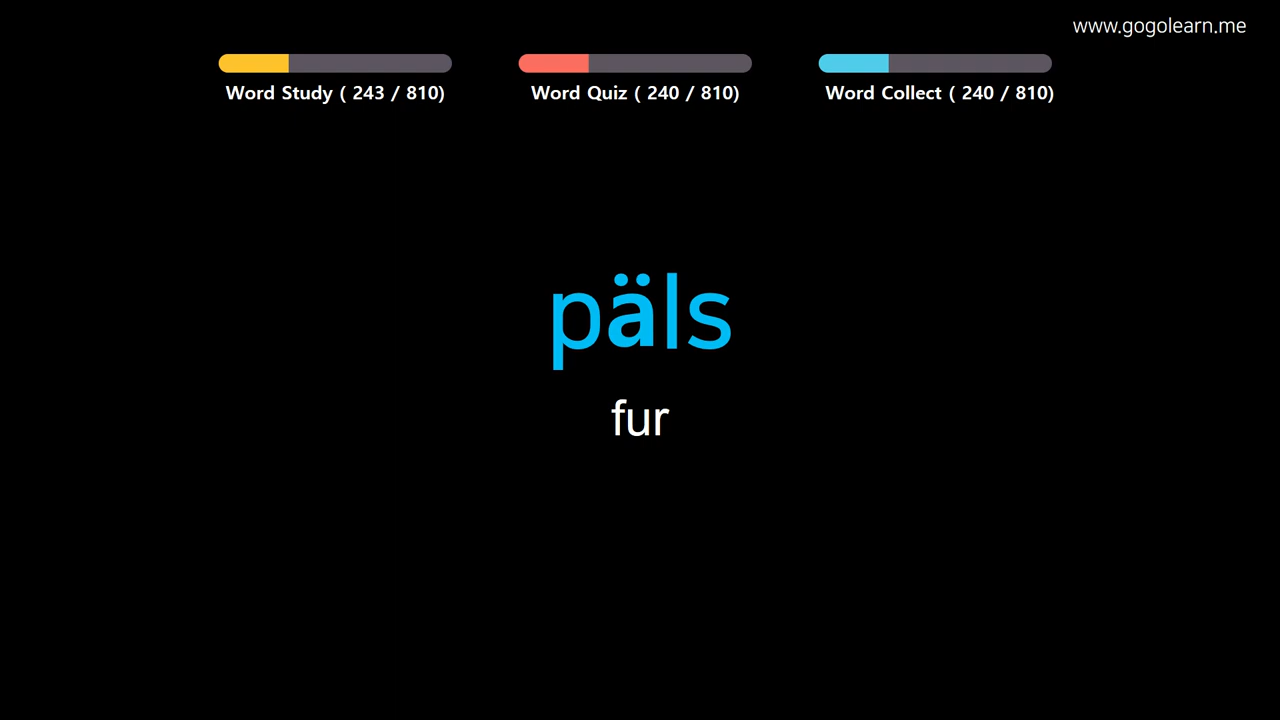 www.gogolearn.me
Word Study ( 243 / 810)
Word Quiz ( 240 / 810)
Word Collect ( 240 / 810)
päls
fur